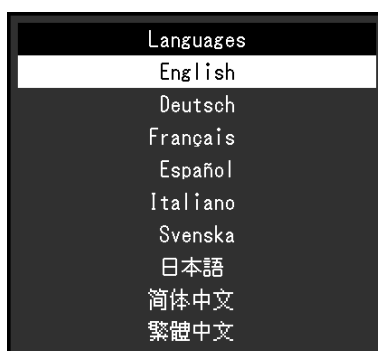 Languages
English
Deutsch
Français
Español
Italiano
Svenska
日本語
简体中文
繁體中文